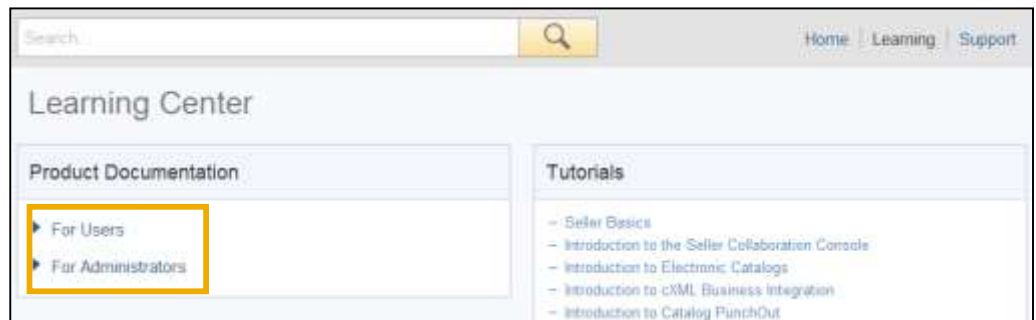 Search
Home Learning Support
Learning Center
Product Documentation
For Users
For Administrators
Tutorials
– Seller Basics
– Introduction to the Seller Collaboration Console
– Introduction to Electronic Catalogs
– Introduction to cXML Business Integration
– Introduction to Catalog PunchOut